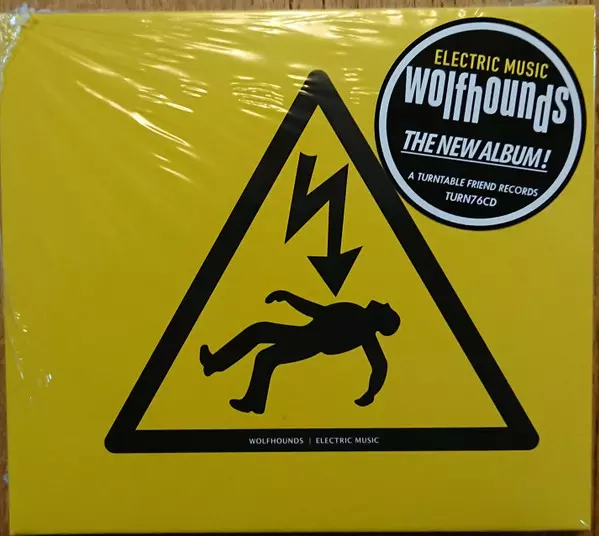 ELECTRIC MUSIC
Wolfhounds
THE NEW ALBUM!
A TURNTABLE FRIEND RECORDS
TURN76CD
WOLFHOUNDS | ELECTRIC MUSIC